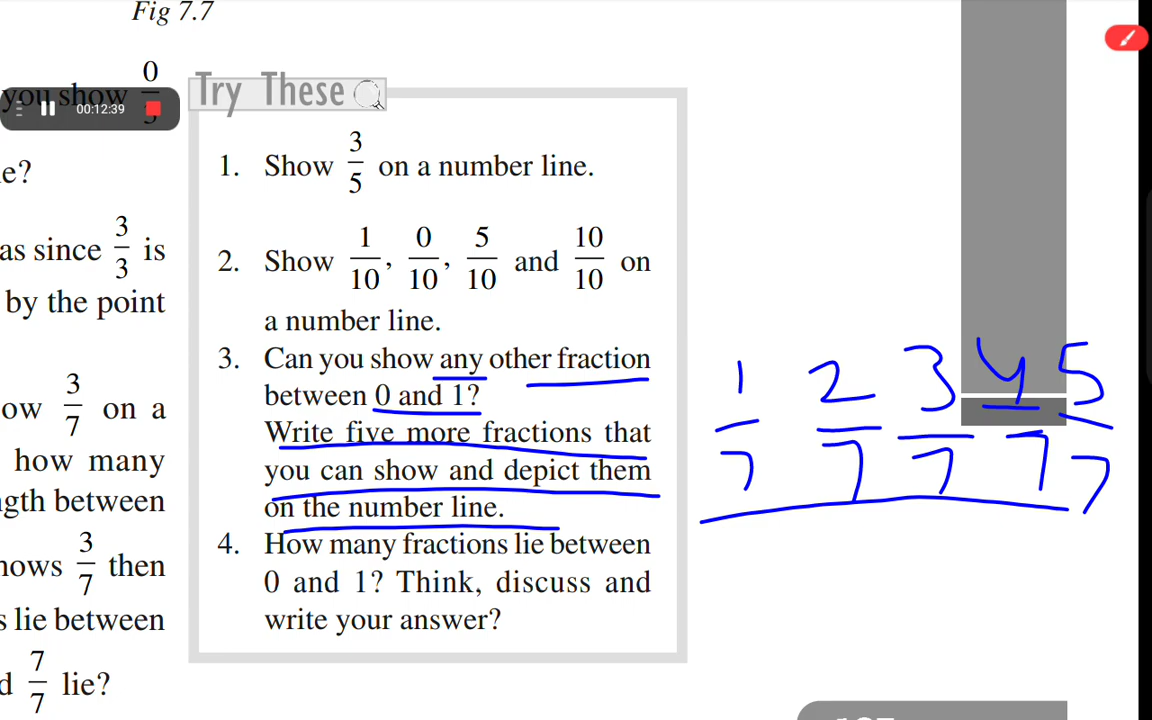 Fig 7.7
you show 0
00:12:39
Try These
1. Show 3/5 on a number line.
e?
as since 3/3 is
2. Show 1/10, 0/10, 5/10 and 10/10 on
by the point
a number line.
3. Can you show any other fraction
between 0 and 1?
1/7 2/7 3/7 4/7 5/7
ow 3/7 on a
Write five more fractions that
how many
you can show and depict them
gth between
on the number line.
4. How many fractions lie between
hows 3/7 then
0 and 1? Think, discuss and
s lie between
write your answer?
d 7/7 lie?